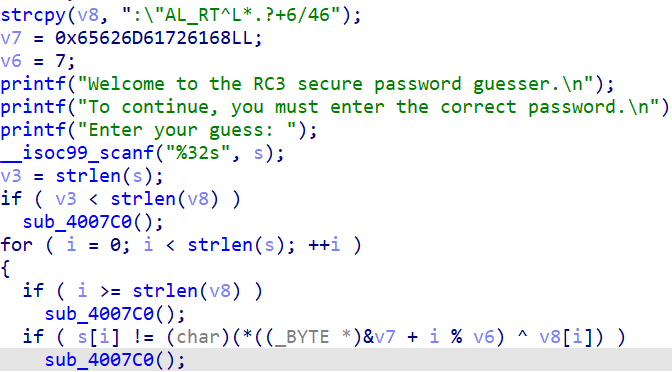 strcpy(v8, ":\"AL_RT^L*.?+6/46");
v7 = 0x65626D61726168LL;
v6 = 7;
printf("Welcome to the RC3 secure password guesser.\n");
printf("To continue, you must enter the correct password.\n")
printf("Enter your guess: ");
__isoc99_scanf("%32s", s);
v3 = strlen(s);
if ( v3 < strlen(v8) )
sub_4007C0();
for ( i = 0; i < strlen(s); ++i )
{
if ( i >= strlen(v8) )
sub_4007C0();
if ( s[i] != (char)(*((_BYTE *)&v7 + i % v6) ^ v8[i]) )
sub_4007C0();